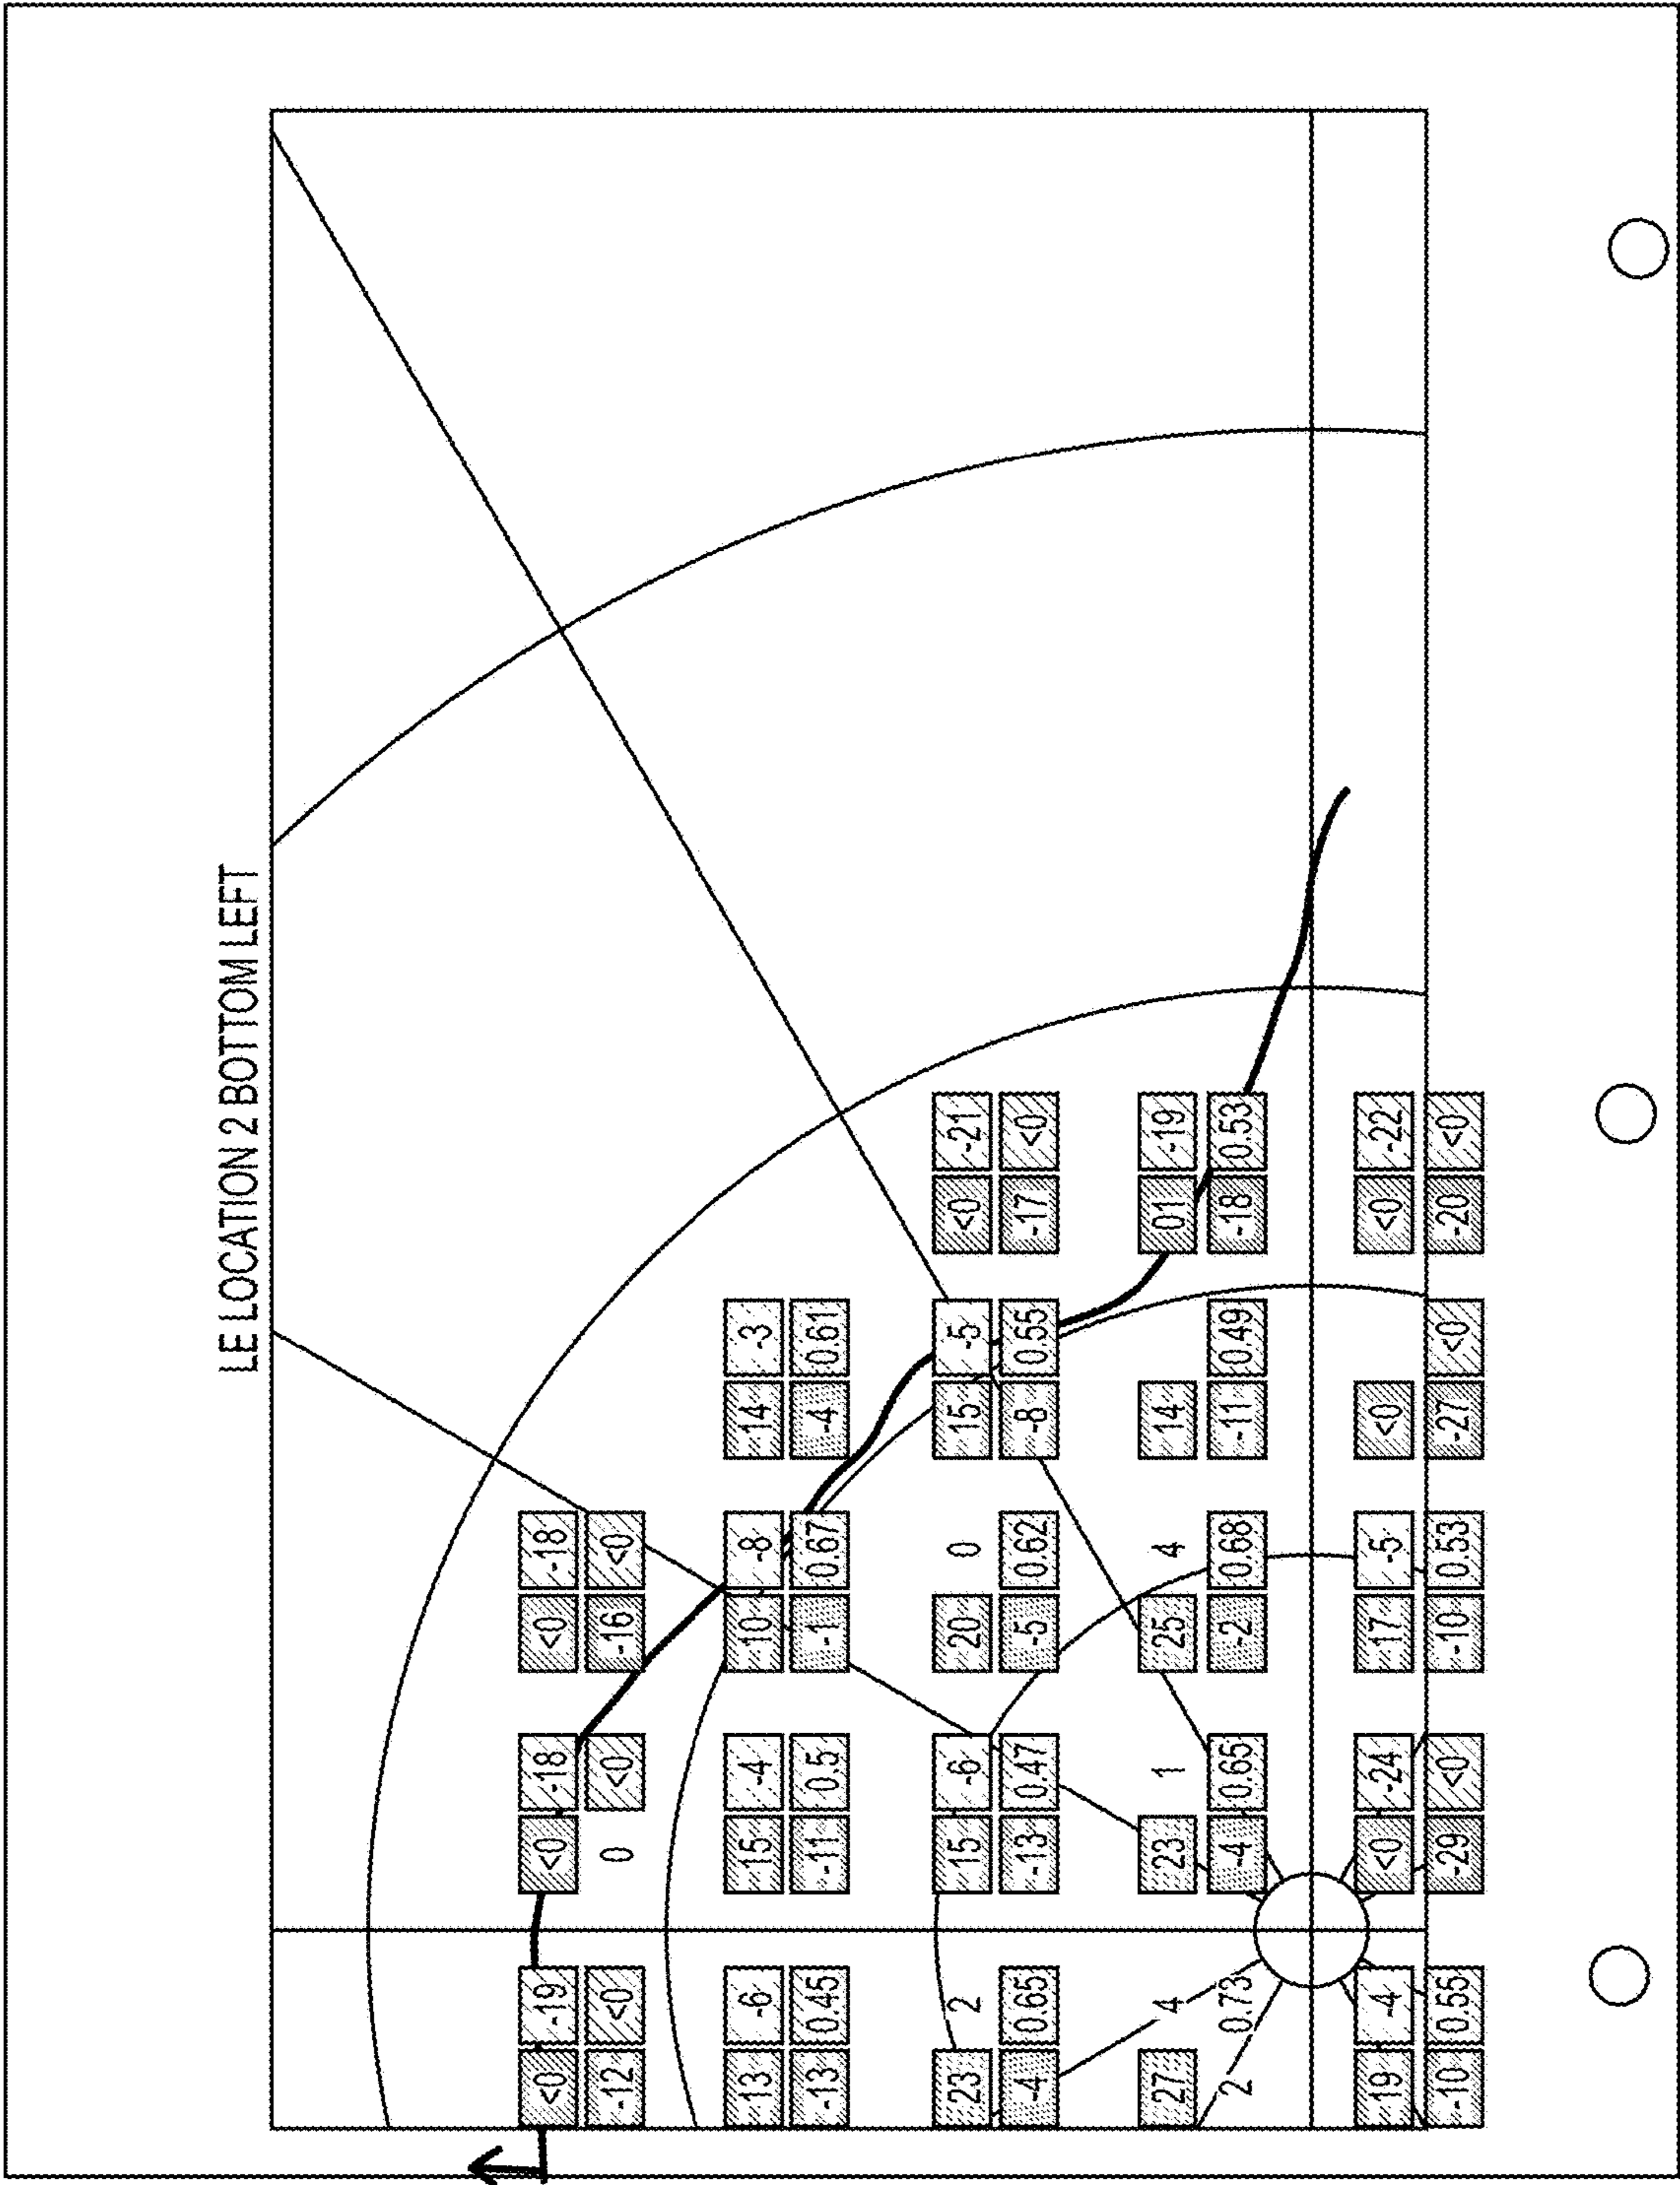 LE LOCATION 2 BOTTOM LEFT
<0 -19 <0 -18 <0 -18
-12 <0 0 <0 -16 <0
13 -6 15 -4 10 -8 14 -3
-13 0.45 -11 0.5 -1 0.67 -4 0.61
23 2 15 -6 20 0 15 -5 <0 -21
-4 0.65 -13 0.47 -5 0.62 -8 0.55 -17 <0
27 4 23 1 25 4 14 01 -19
2 0.73 -4 0.65 -2 0.68 -11 0.49 -18 0.53
19 -4 <0 -24 17 -5 <0 <0 -22
-10 0.55 -29 <0 -10 0.53 -27 <0 -20 <0